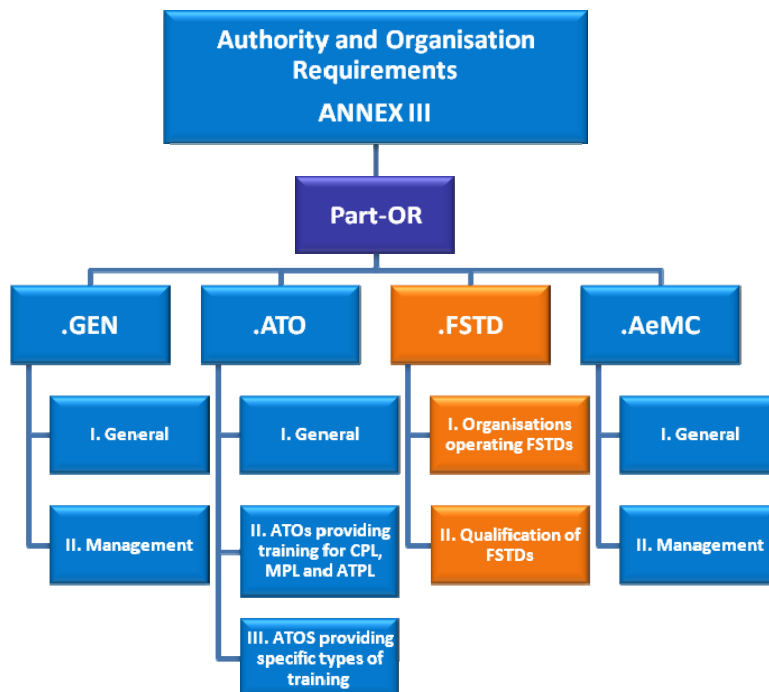 Authority and Organisation
Requirements
ANNEX III
Part-OR
.GEN
.ATO
.FSTD
.AeMC
I. General
I. General
I. Organisations
operating FSTDs
I. General
II. Management
II. ATOs providing
training for CPL,
MPL and ATPL
II. Qualification of
FSTDs
II. Management
III. ATOS providing
specific types of
training